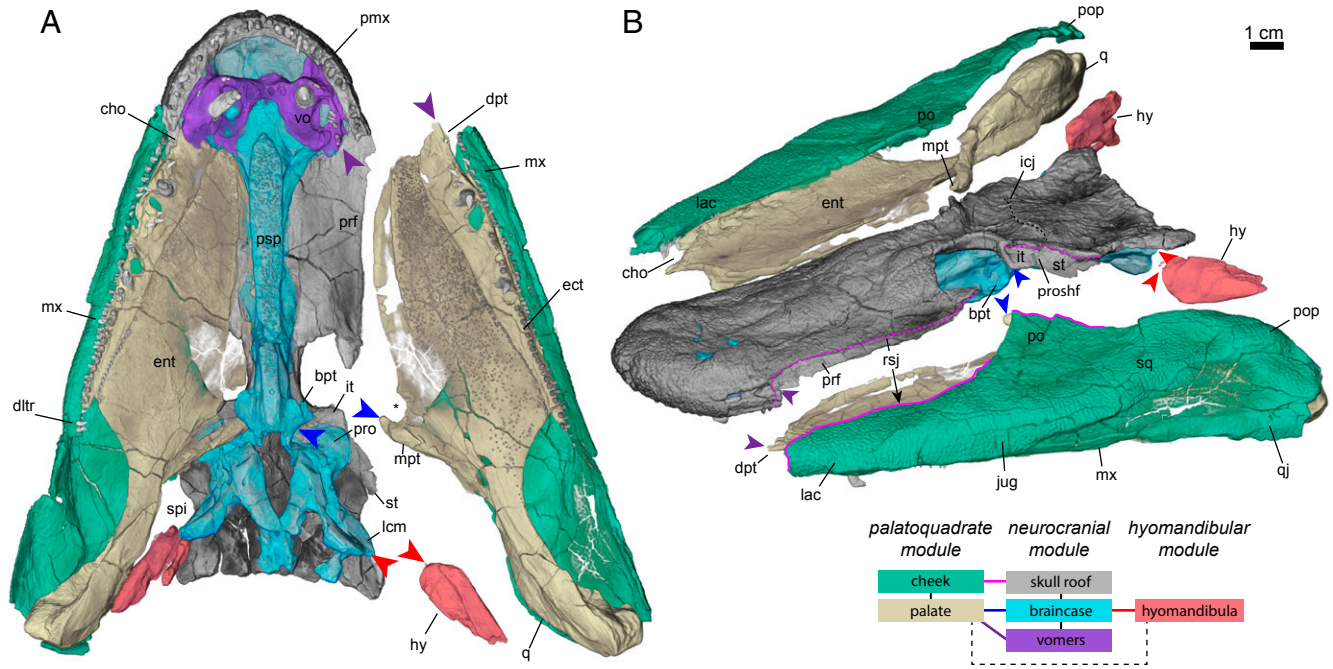 A
pmx
cho
vo
dpt
mx
prf
psp
ect
mx
ent
dltr
bpt
it
pro
*
mpt
st
spi
lcm
hy
q
B
1 cm
pop
q
hy
po
mpt
icj
lac
ent
cho
hy
it
st
proshf
bpt
po
pop
rsj
sq
prf
dpt
lac
jug
mx
qj
palatoquadrate neurocranial hyomandibular
module module module
cheek skull roof
palate braincase hyomandibula
vomers